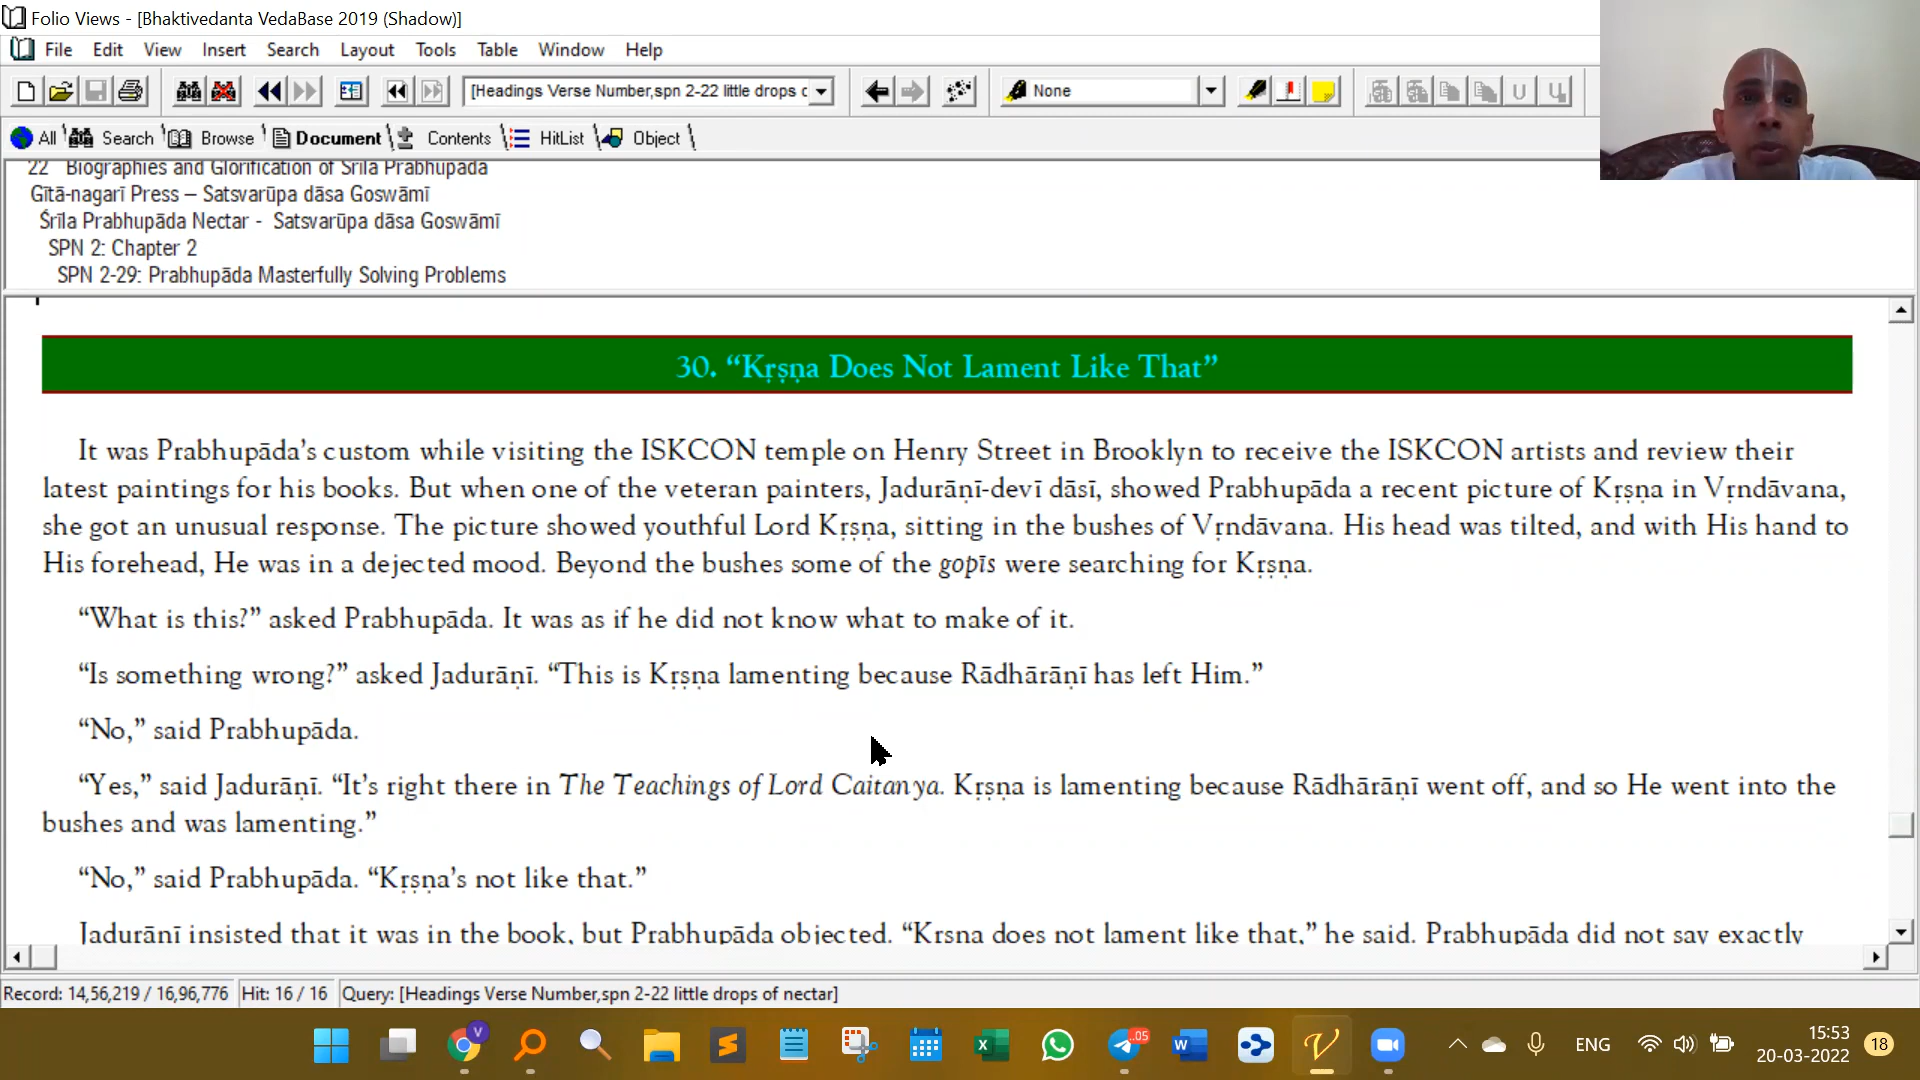 Folio Views - [Bhaktivedanta VedaBase 2019 (Shadow)]
File Edit View Insert Search Layout Tools Table Window Help
[Headings Verse Number,spn 2-22 little drops c
None
All Search Browse Document Contents HitList Object
22 Biographies and Glorification of Śrīla Prabhupāda
Gītā-nagarī Press – Satsvarūpa dāsa Goswāmī
Śrīla Prabhupāda Nectar - Satsvarūpa dāsa Goswāmī
SPN 2: Chapter 2
SPN 2-29: Prabhupāda Masterfully Solving Problems
30. “Kṛṣṇa Does Not Lament Like That”
It was Prabhupāda’s custom while visiting the ISKCON temple on Henry Street in Brooklyn to receive the ISKCON artists and review their
latest paintings for his books. But when one of the veteran painters, Jadurāṇī-devī dāsī, showed Prabhupāda a recent picture of Kṛṣṇa in Vṛndāvana,
she got an unusual response. The picture showed youthful Lord Kṛṣṇa, sitting in the bushes of Vṛndāvana. His head was tilted, and with His hand to
His forehead, He was in a dejected mood. Beyond the bushes some of the gopīs were searching for Kṛṣṇa.
“What is this?” asked Prabhupāda. It was as if he did not know what to make of it.
“Is something wrong?” asked Jadurāṇī. “This is Kṛṣṇa lamenting because Rādhārāṇī has left Him.”
“No,” said Prabhupāda.
“Yes,” said Jadurāṇī. “It’s right there in The Teachings of Lord Caitanya. Kṛṣṇa is lamenting because Rādhārāṇī went off, and so He went into the
bushes and was lamenting.”
“No,” said Prabhupāda. “Kṛṣṇa’s not like that.”
Jadurāṇī insisted that it was in the book, but Prabhupāda objected. “Kṛṣṇa does not lament like that,” he said. Prabhupāda did not say exactly
Record: 14,56,219 / 16,96,776 Hit: 16 / 16 Query: [Headings Verse Number,spn 2-22 little drops of nectar]
V
.05
ENG
15:53
20-03-2022
18